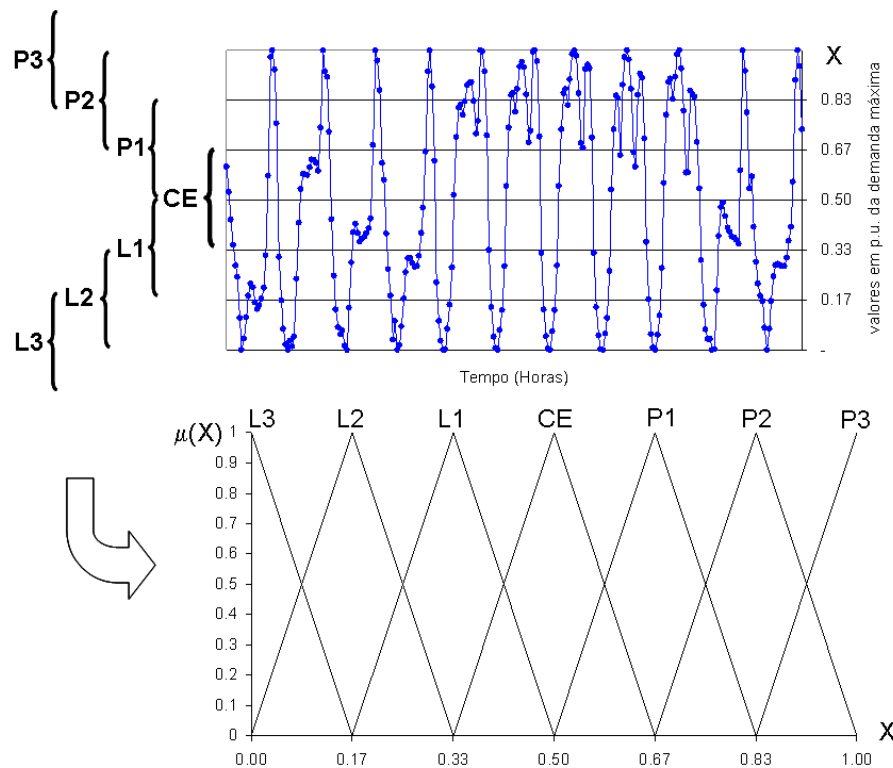 P3
P2
P1
CE
L1
L2
L3
X
0.83
0.67
0.50
0.33
0.17
-
valores em p.u. da demanda máxima
Tempo (Horas)
μ(X)
L3 L2 L1 CE P1 P2 P3
1
0.9
0.8
0.7
0.6
0.5
0.4
0.3
0.2
0.1
0
X
0.00 0.17 0.33 0.50 0.67 0.83 1.00